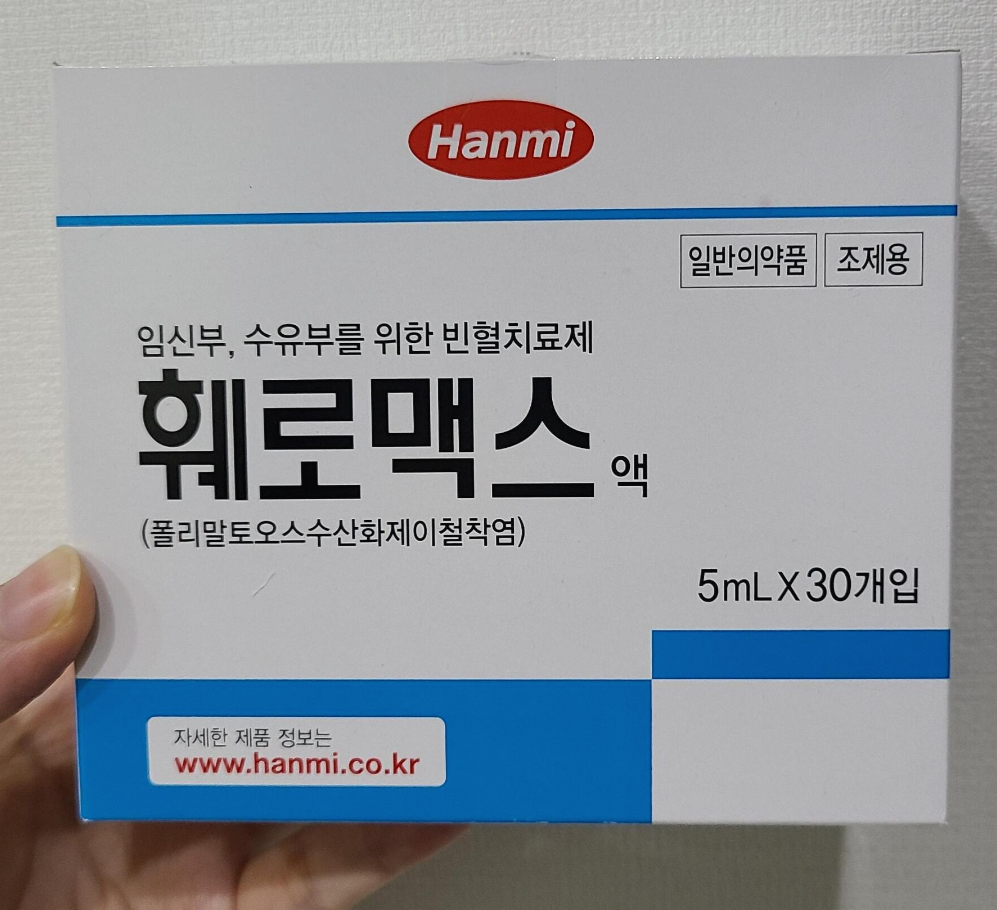 Hanmi
일반의약품 조제용
임신부, 수유부를 위한 빈혈치료제
훼로맥스액
(폴리말토오스수산화제이철착염)
5mL X 30개입
자세한 제품 정보는
www.hanmi.co.kr